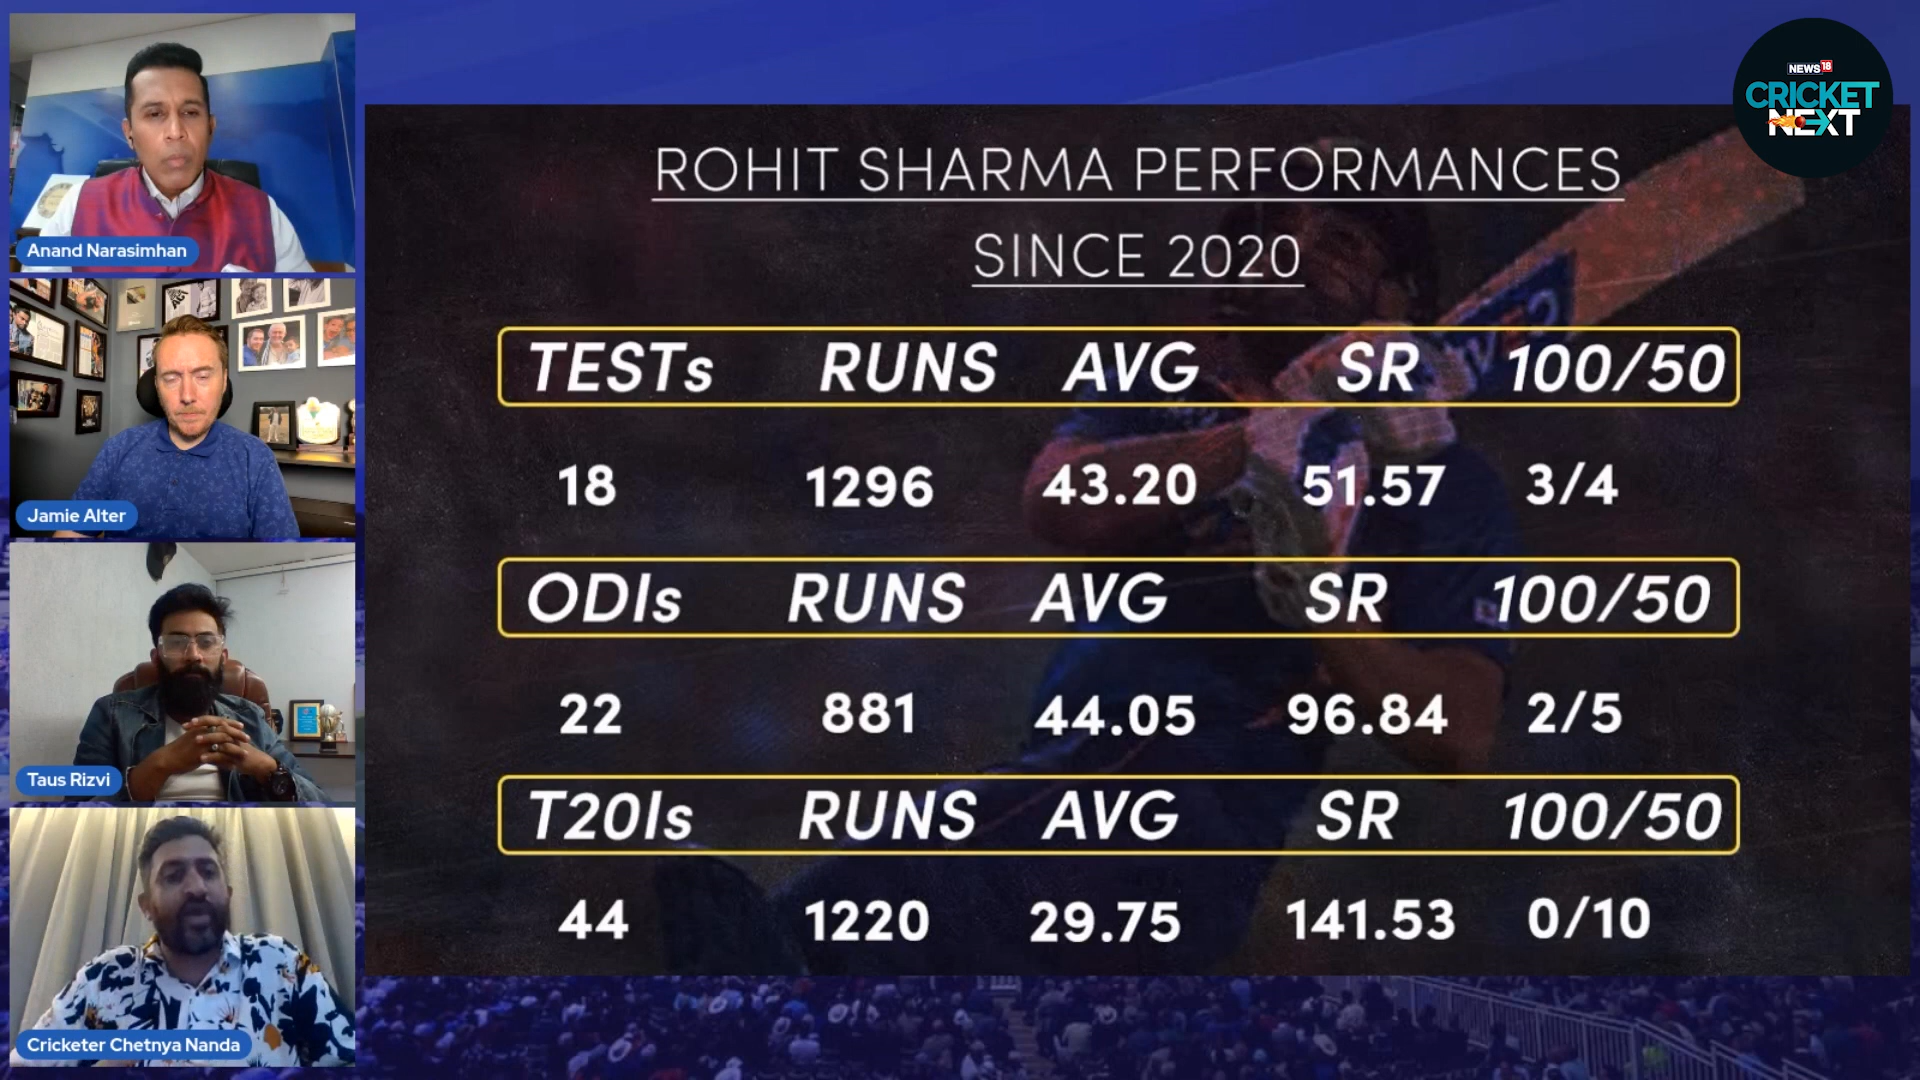 Anand Narasimhan
Jamie Alter
Taus Rizvi
Cricketer Chetnya Nanda
NEWS18
CRICKET
NEXT
ROHIT SHARMA PERFORMANCES
SINCE 2020
TESTs RUNS AVG SR 100/50
18 1296 43.20 51.57 3/4
ODIs RUNS AVG SR 100/50
22 881 44.05 96.84 2/5
T20Is RUNS AVG SR 100/50
44 1220 29.75 141.53 0/10